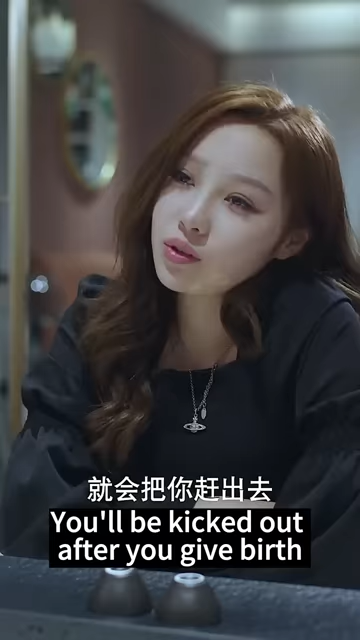 就会把你赶出去
You'll be kicked out
after you give birth